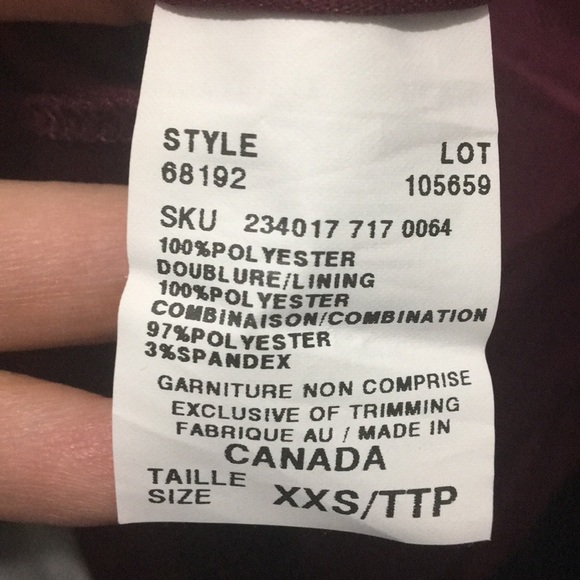 STYLE
68192
LOT
105659
SKU 234017 717 0064
100%POLYESTER
DOUBLURE/LINING
100%POLYESTER
COMBINAISON/COMBINATION
97%POLYESTER
3%SPANDEX
GARNITURE NON COMPRISE
EXCLUSIVE OF TRIMMING
FABRIQUE AU / MADE IN
CANADA
TAILLE
SIZE XXS/TTP